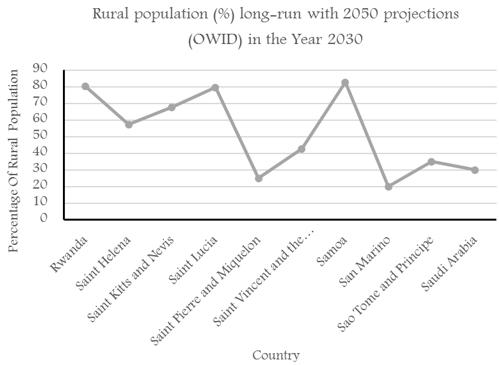 Rural population (%) long-run with 2050 projections
(OWID) in the Year 2030
Percentage Of Rural Population
90
80
70
60
50
40
30
20
10
0
Rwanda
Saint Helena
Saint Kitts and Nevis
Saint Lucia
Saint Pierre and Miquelon
Saint Vincent and the...
Samoa
San Marino
Sao Tome and Principe
Saudi Arabia
Country